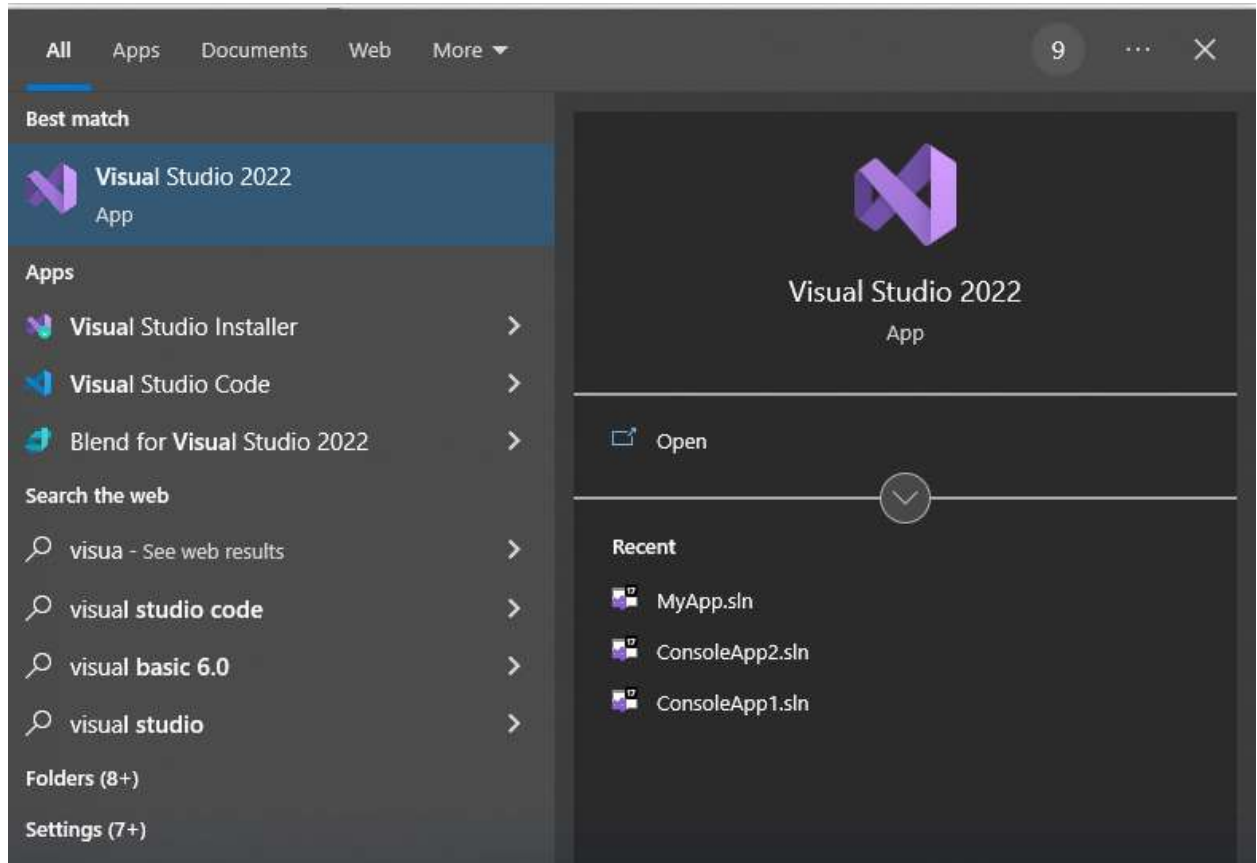 All Apps Documents Web More 9 ...
Best match
Visual Studio 2022
App
Apps
Visual Studio Installer
Visual Studio Code
Blend for Visual Studio 2022
Search the web
visua - See web results
visual studio code
visual basic 6.0
visual studio
Folders (8+)
Settings (7+)
Visual Studio 2022
App
Open
Recent
MyApp.sln
ConsoleApp2.sln
ConsoleApp1.sln